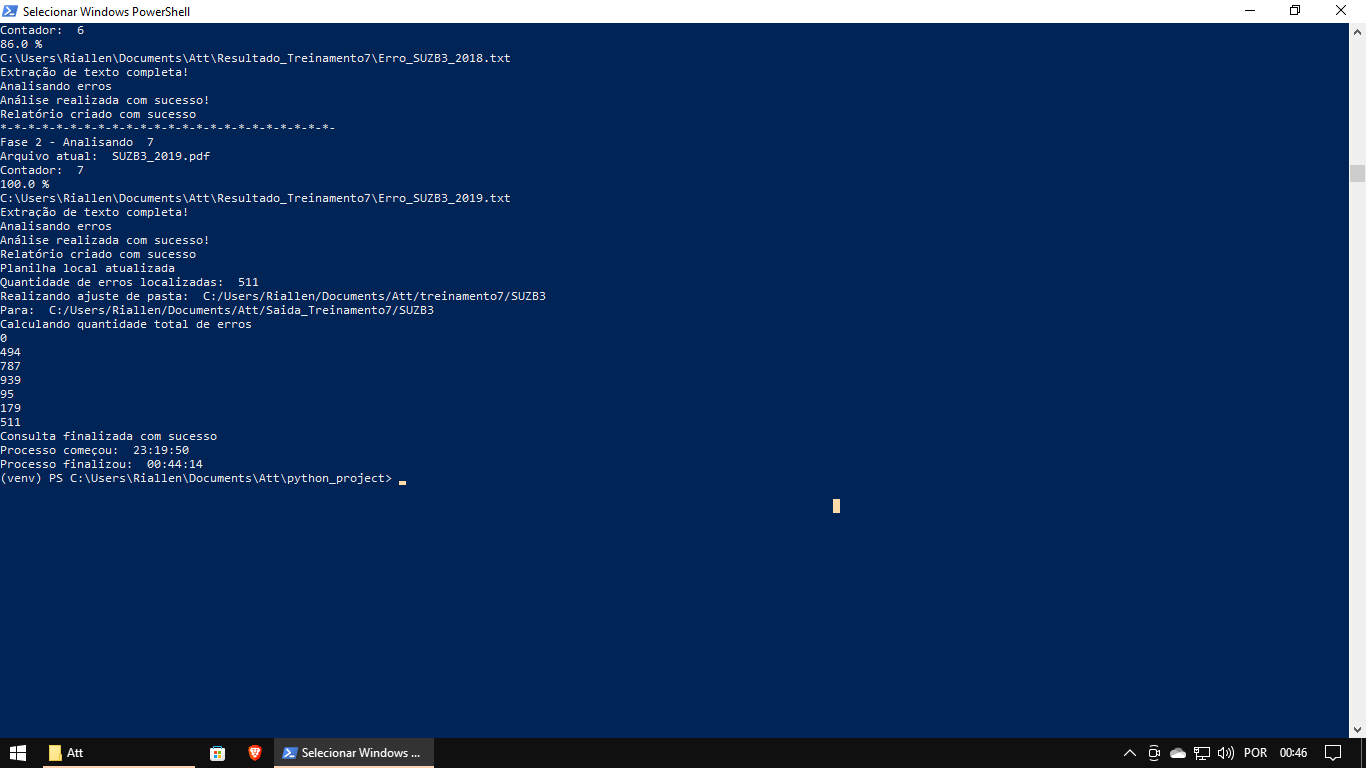 Selecionar Windows PowerShell
Contador:  6
86.0 %
C:\Users\Riallen\Documents\Att\Resultado_Treinamento7\Erro_SUZB3_2018.txt
Extração de texto completa!
Analisando erros
Análise realizada com sucesso!
Relatório criado com sucesso
*-*-*-*-*-*-*-*-*-*-*-*-*-*-*-*-*-*-*-*-*-*-*-*-
Fase 2 - Analisando  7
Arquivo atual:  SUZB3_2019.pdf
Contador:  7
100.0 %
C:\Users\Riallen\Documents\Att\Resultado_Treinamento7\Erro_SUZB3_2019.txt
Extração de texto completa!
Analisando erros
Análise realizada com sucesso!
Relatório criado com sucesso
Planilha local atualizada
Quantidade de erros localizadas:  511
Realizando ajuste de pasta:  C:/Users/Riallen/Documents/Att/treinamento7/SUZB3
Para:  C:/Users/Riallen/Documents/Att/Saida_Treinamento7/SUZB3
Calculando quantidade total de erros
0
494
787
939
95
179
511
Consulta finalizada com sucesso
Processo começou:  23:19:50
Processo finalizou:  00:44:14
(venv) PS C:\Users\Riallen\Documents\Att\python_project>
Att
Selecionar Windows ...
POR
00:46